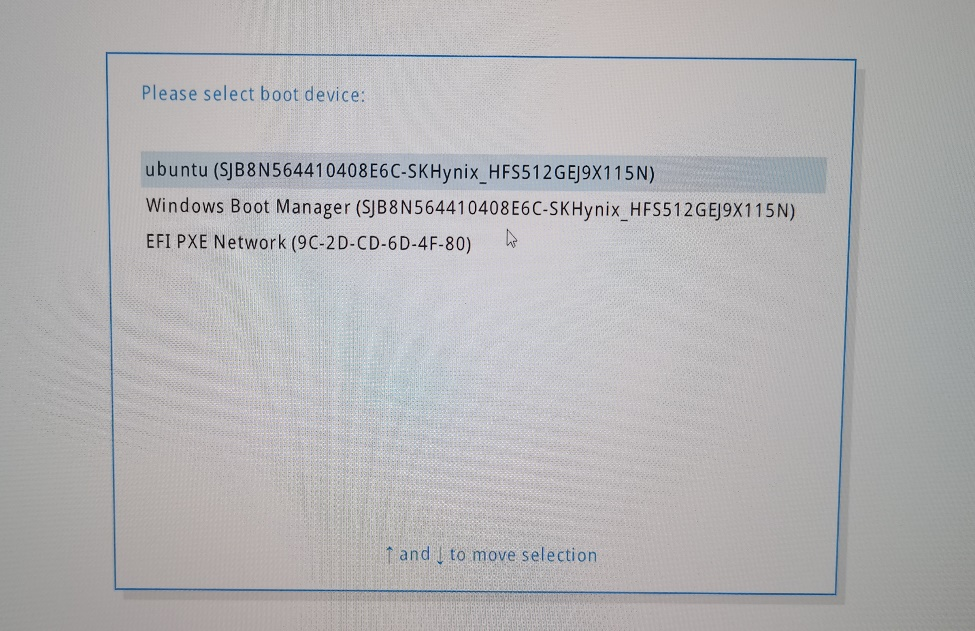 Please select boot device:
ubuntu (SJB8N564410408E6C-SKHynix_HFS512GEJ9X115N)
Windows Boot Manager (SJB8N564410408E6C-SKHynix_HFS512GEJ9X115N)
EFI PXE Network (9C-2D-CD-6D-4F-80)
↑ and ↓ to move selection